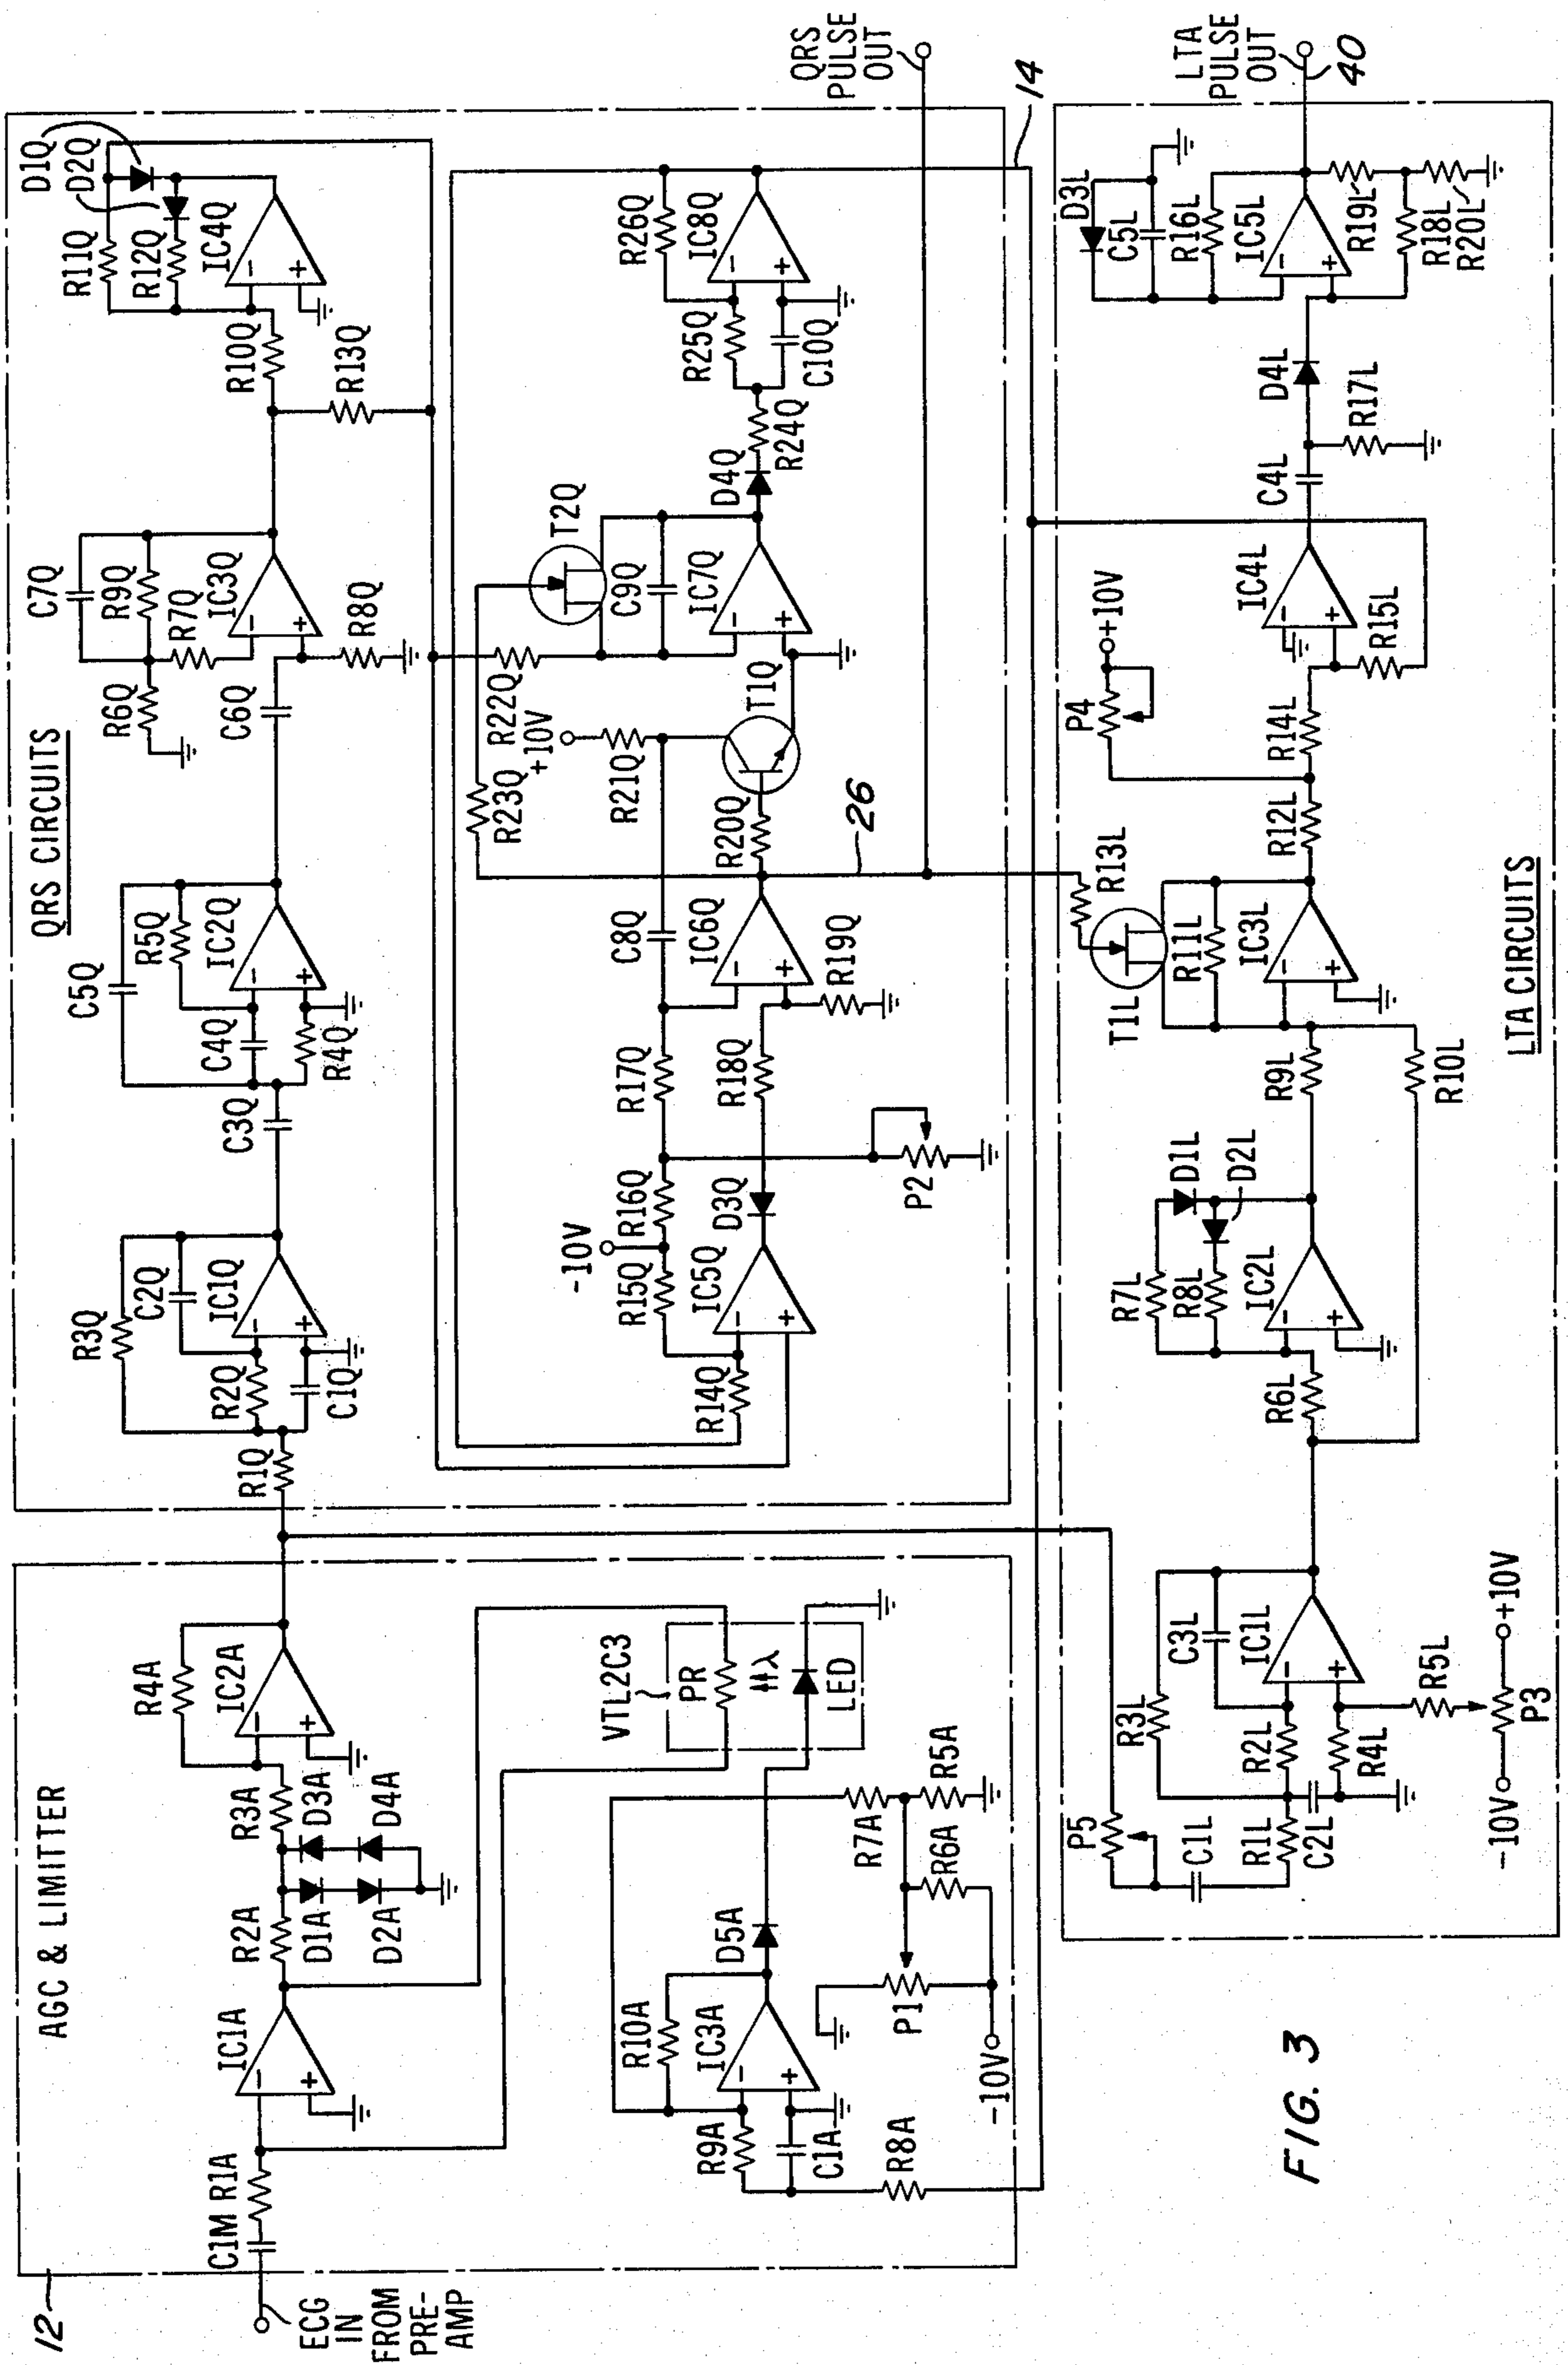 12
ECG
IN
FROM
PRE-
AMP
AGC & LIMITTER
C1M
R1A
IC1A
−
+
R2A
D1A
D2A
R3A
D3A
D4A
R4A
IC2A
−
+
VTL2C3
PR
λ
LED
R10A
IC3A
−
+
R9A
C1A
R8A
D5A
P1
-10V
R7A
R6A
R5A
QRS CIRCUITS
R1Q
R3Q
C2Q
R2Q
IC1Q
−
+
C1Q
C3Q
C5Q
R5Q
C4Q
IC2Q
−
+
R4Q
C6Q
R6Q
C7Q
R9Q
R7Q
IC3Q
−
+
R8Q
R10Q
R13Q
R11Q
R12Q
D1Q
D2Q
IC4Q
−
+
-10V
R15Q
R16Q
R14Q
IC5Q
−
+
D3Q
P2
R17Q
R18Q
C8Q
IC6Q
−
+
R19Q
26
R20Q
R21Q
+10V
R22Q
R23Q
T1Q
T2Q
C9Q
IC7Q
−
+
D4Q
R24Q
R25Q
C10Q
R26Q
IC8Q
−
+
QRS
PULSE
OUT
14
LTA CIRCUITS
P5
C1L
R1L
C2L
R3L
R2L
R4L
C3L
IC1L
−
+
R5L
P3
-10V
+10V
R6L
R7L
R8L
D1L
D2L
IC2L
−
+
R9L
R10L
T1L
R13L
R11L
IC3L
−
+
R12L
P4
+10V
R14L
R15L
IC4L
−
+
C4L
R17L
D4L
D3L
C5L
R16L
IC5L
−
+
R19L
R18L
R20L
LTA
PULSE
OUT
40
FIG. 3